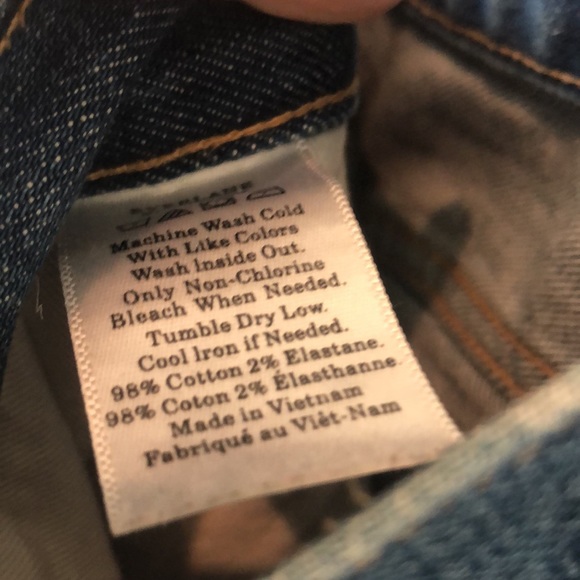 EVERLANE
Machine Wash Cold
With Like Colors
Wash Inside Out.
Only Non-Chlorine
Bleach When Needed.
Tumble Dry Low.
Cool Iron if Needed.
98% Cotton 2% Elastane.
98% Coton 2% Élasthanne
Made in Vietnam
Fabriqué au Viêt-Nam